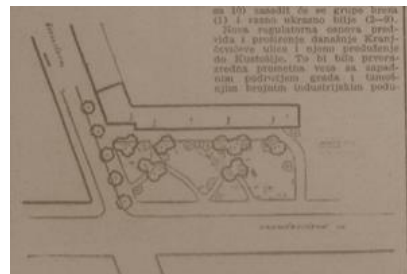 sa 10) zasadit će se grupe breza
(1) i razno ukrasno bilje (2—9).
Nova regulatorna osnova pred-
viđa i proširenje današnje Kranj-
čevićeve ulice i njeno produženje
do Kustošije. To bi bila prvora-
zredna prometna veza sa zapad-
nim područjem grada i tamoš-
njim brojnim industrijskim podu-